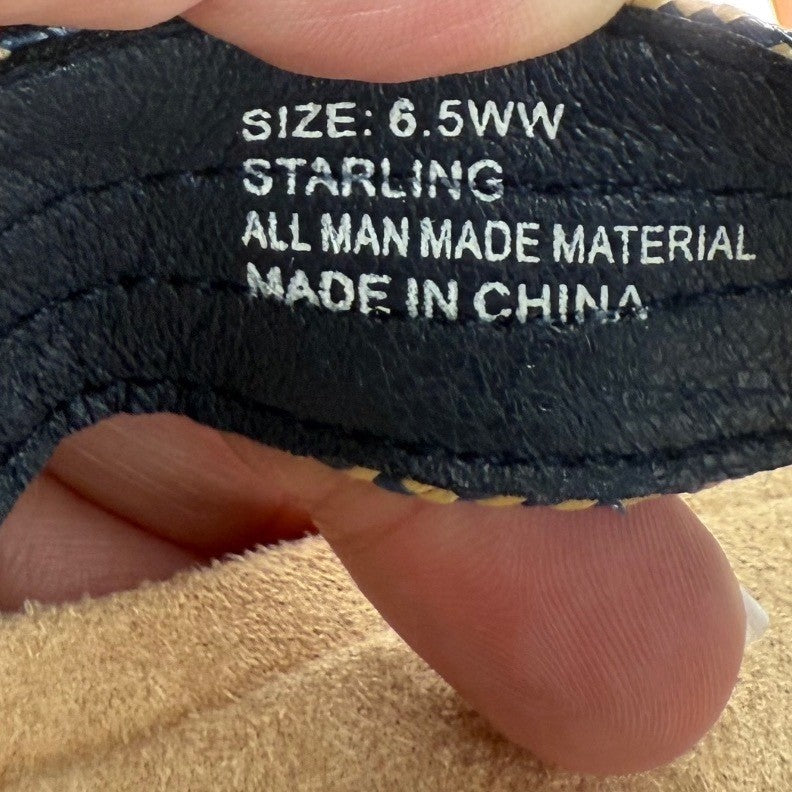 SIZE: 6.5WW
STARLING
ALL MAN MADE MATERIAL
MADE IN CHINA